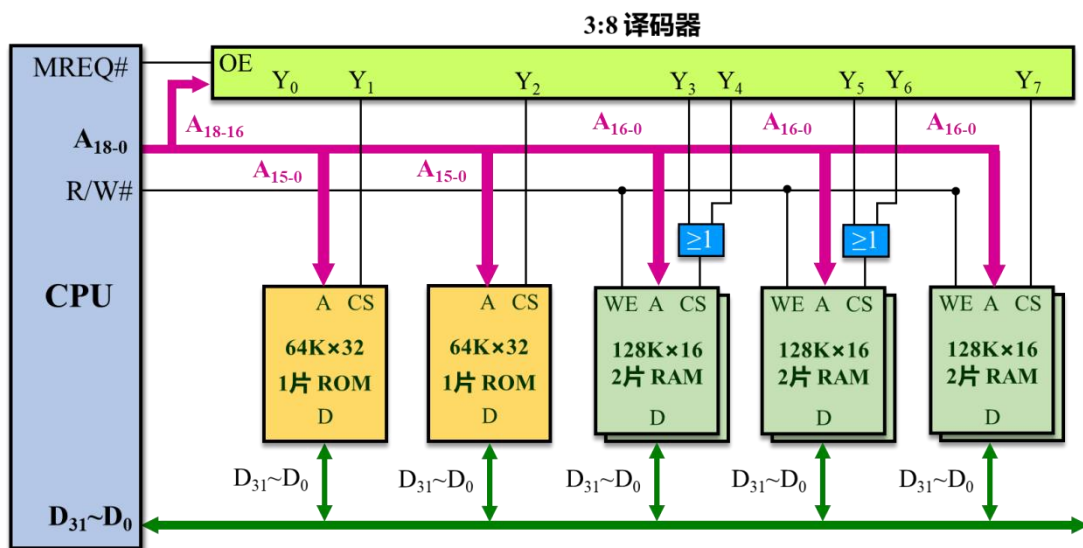 3:8 译码器
MREQ#
OE
Y₀
Y₁
Y₂
Y₃
Y₄
Y₅
Y₆
Y₇
A₁₈₋₁₆
A₁₆₋₀
A₁₆₋₀
A₁₆₋₀
A₁₈₋₀
A₁₅₋₀
A₁₅₋₀
R/W#
≥1
≥1
CPU
A CS
64K×32
1片 ROM
D
A CS
64K×32
1片 ROM
D
WE A CS
128K×16
2片 RAM
D
WE A CS
128K×16
2片 RAM
D
WE A CS
128K×16
2片 RAM
D
D₃₁~D₀
D₃₁~D₀
D₃₁~D₀
D₃₁~D₀
D₃₁~D₀
D₃₁~D₀